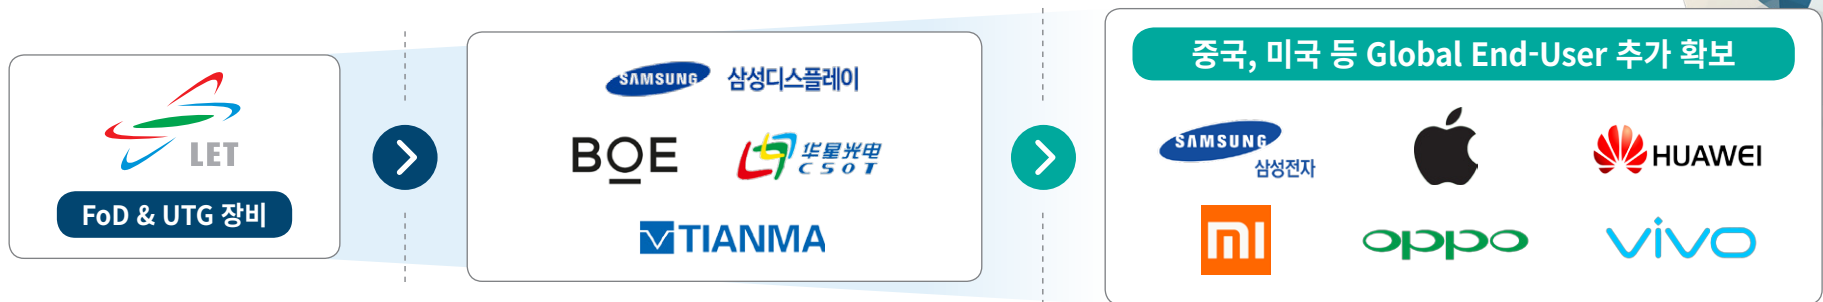 LET
FoD & UTG 장비
SAMSUNG 삼성디스플레이
BOE 华星光电
CSOT
TIANMA
중국, 미국 등 Global End-User 추가 확보
SAMSUNG
삼성전자
HUAWEI
mi
oppo
vivo